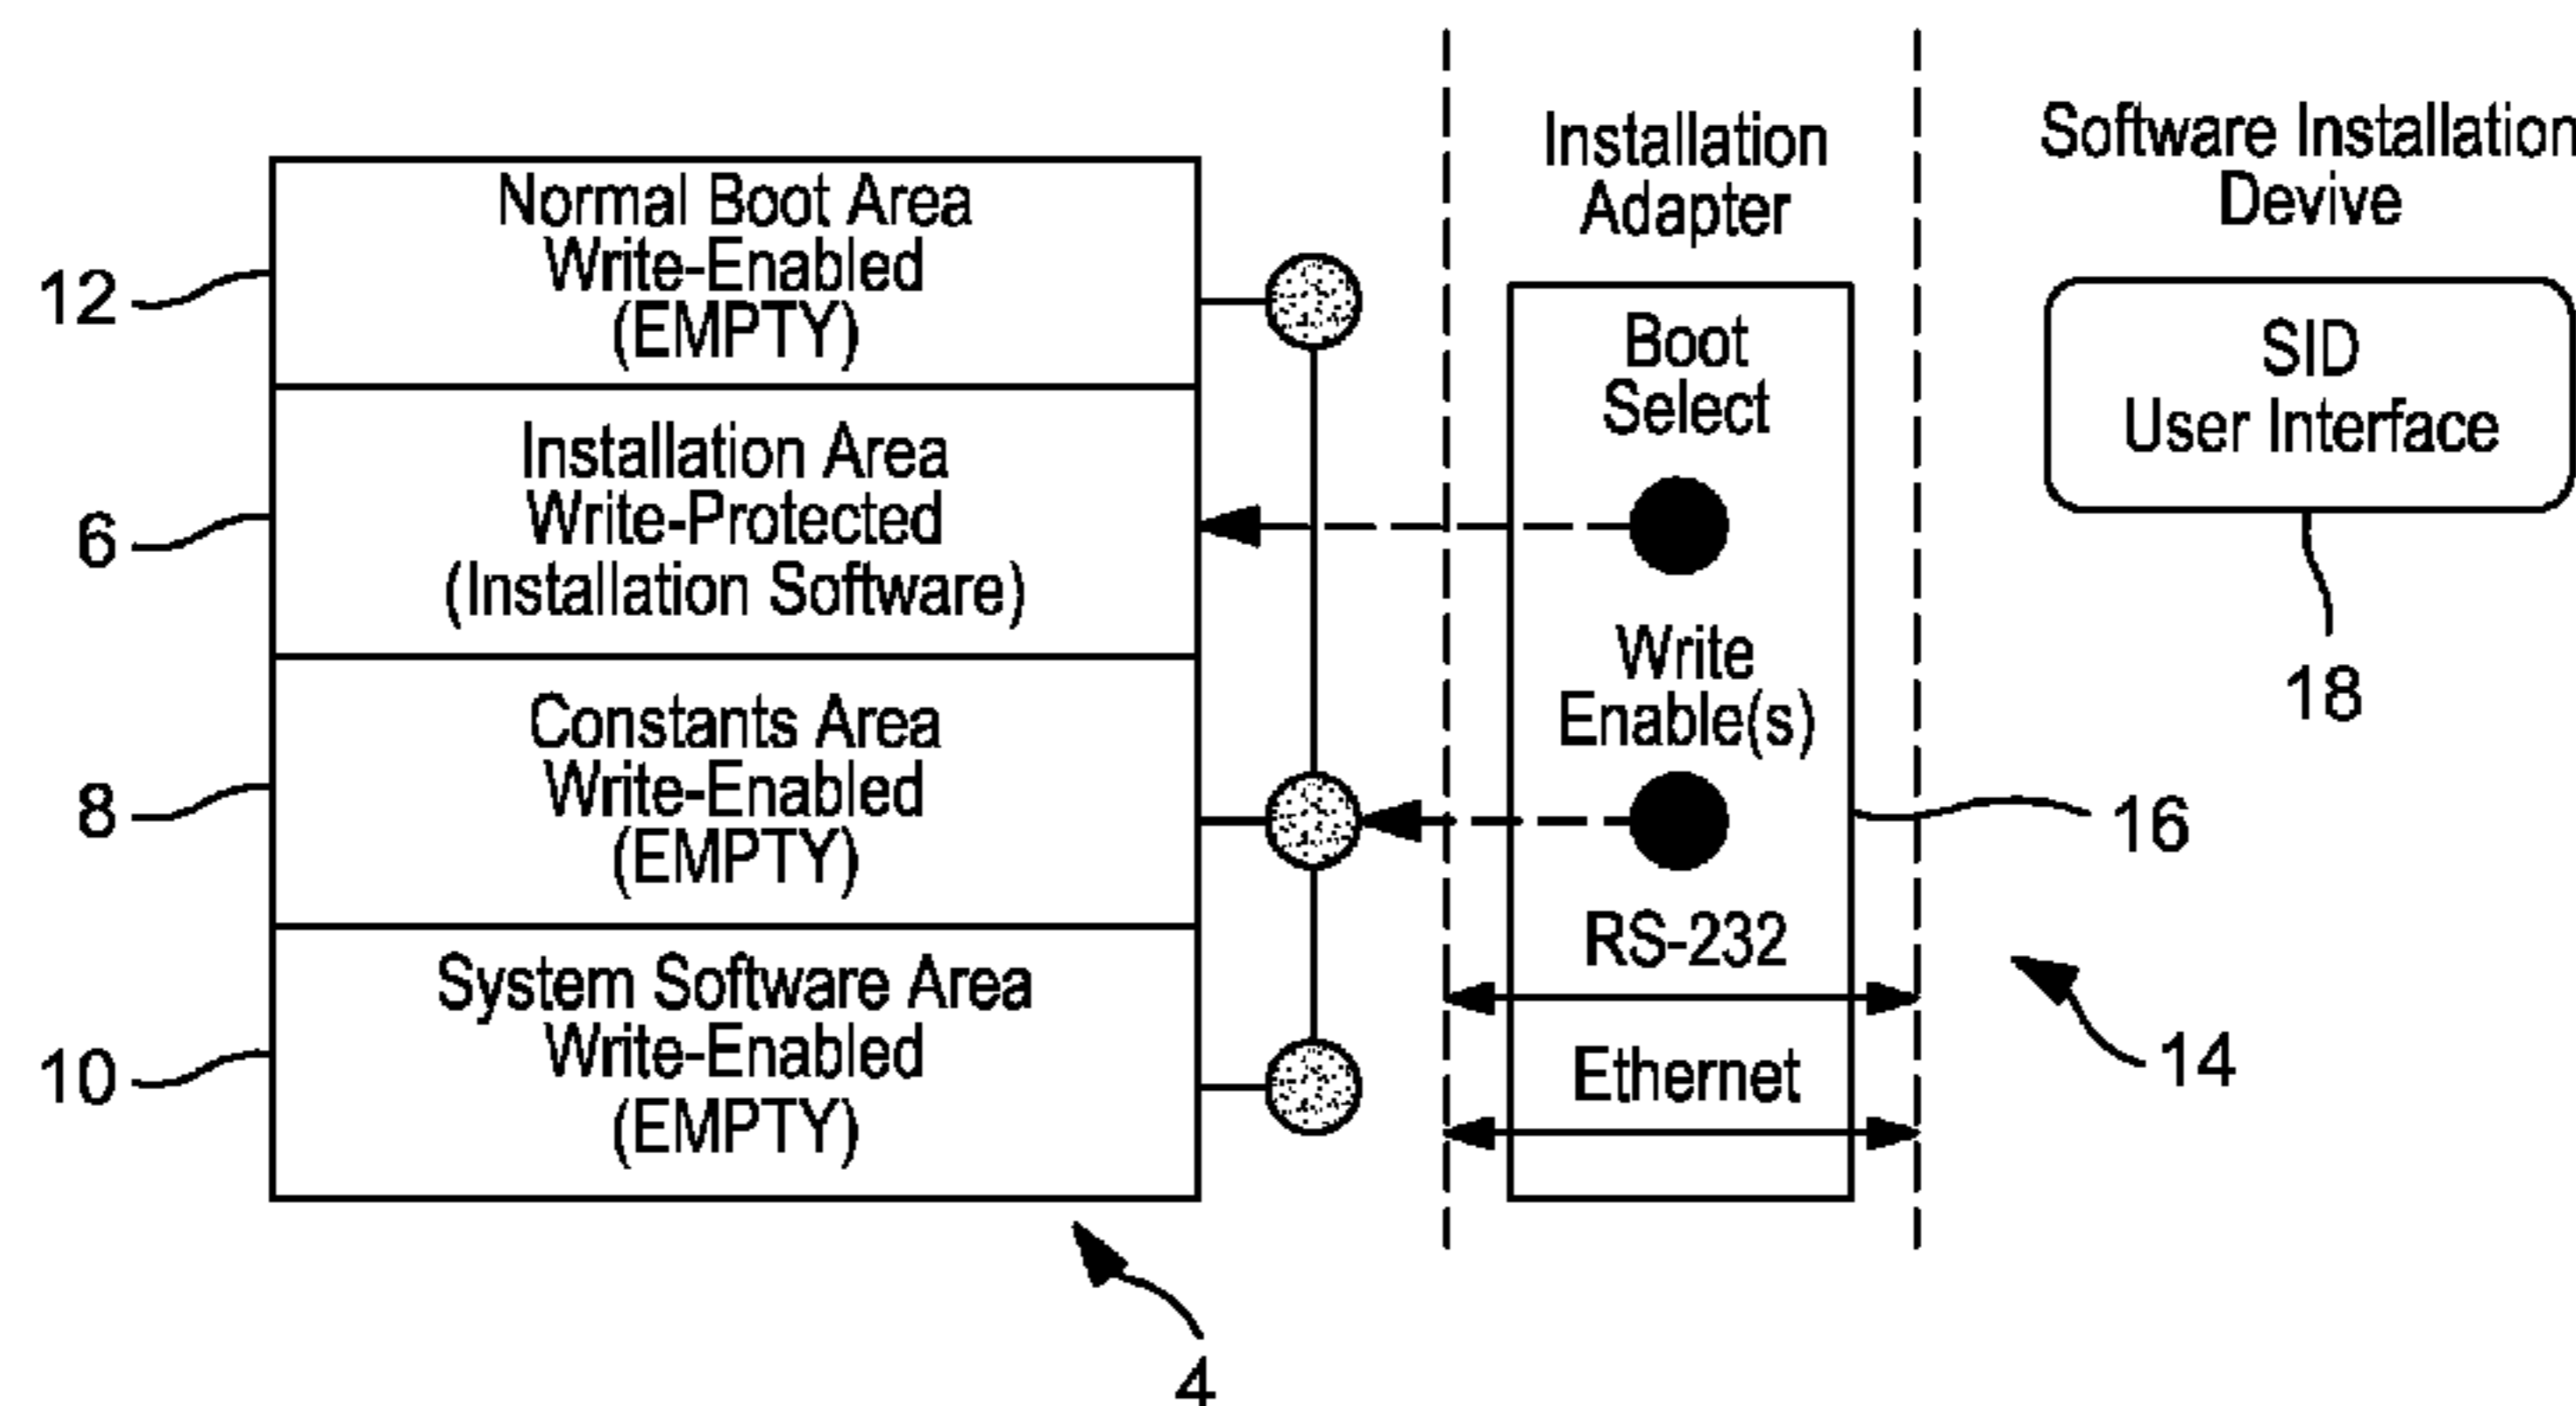 Normal Boot Area
Write-Enabled
(EMPTY)
12
Installation Area
Write-Protected
(Installation Software)
6
Constants Area
Write-Enabled
(EMPTY)
8
System Software Area
Write-Enabled
(EMPTY)
10
4
Installation
Adapter
Boot
Select
Write
Enable(s)
RS-232
Ethernet
16
14
Software Installation
Devive
SID
User Interface
18